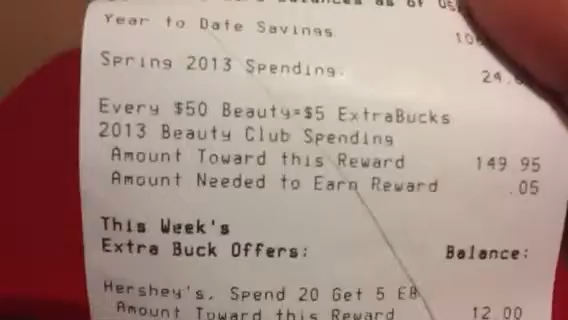 as of
Year to Date Savings
Spring 2013 Spending.
Every $50 Beauty=$5 ExtraBucks
2013 Beauty Club Spending
Amount Toward this Reward 149 95
Amount Needed to Earn Reward .05
This Week's
Extra Buck Offers: Balance:
Hershey's, Spend 20 Get 5 EB
Amount Toward this Reward 12.00